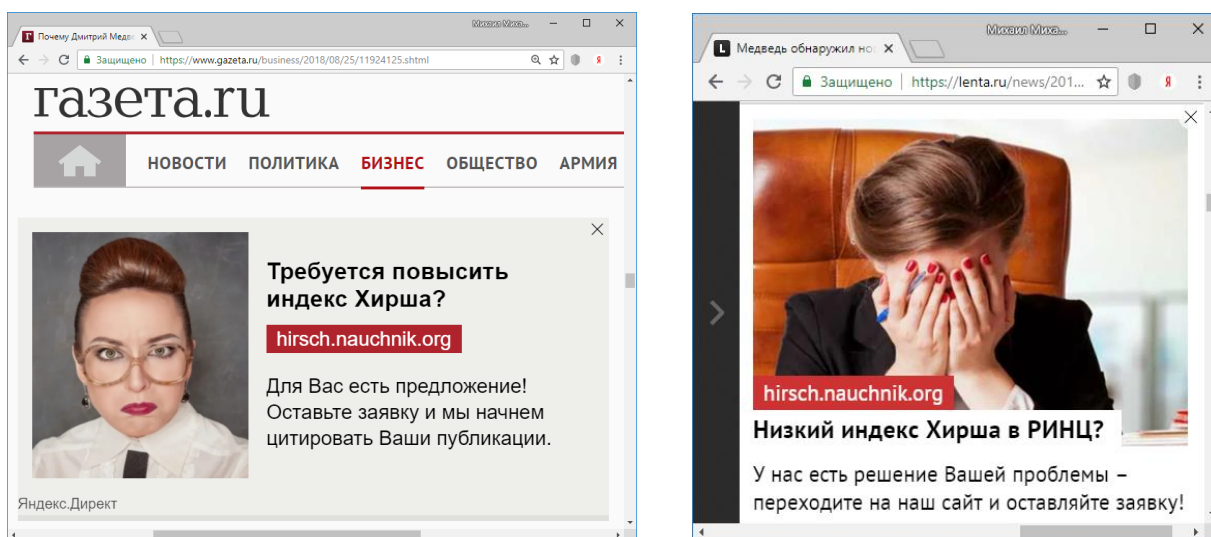 Почему Дмитрий Медве
Защищено | https://www.gazeta.ru/business/2018/08/25/11924125.shtml
газета.ru
НОВОСТИ ПОЛИТИКА БИЗНЕС ОБЩЕСТВО АРМИЯ
Требуется повысить
индекс Хирша?
hirsch.nauchnik.org
Для Вас есть предложение!
Оставьте заявку и мы начнем
цитировать Ваши публикации.
Яндекс.Директ
Михаил Миха...
L Медведь обнаружил но
Защищено | https://lenta.ru/news/201...
Я
hirsch.nauchnik.org
Низкий индекс Хирша в РИНЦ?
У нас есть решение Вашей проблемы –
переходите на наш сайт и оставляйте заявку!